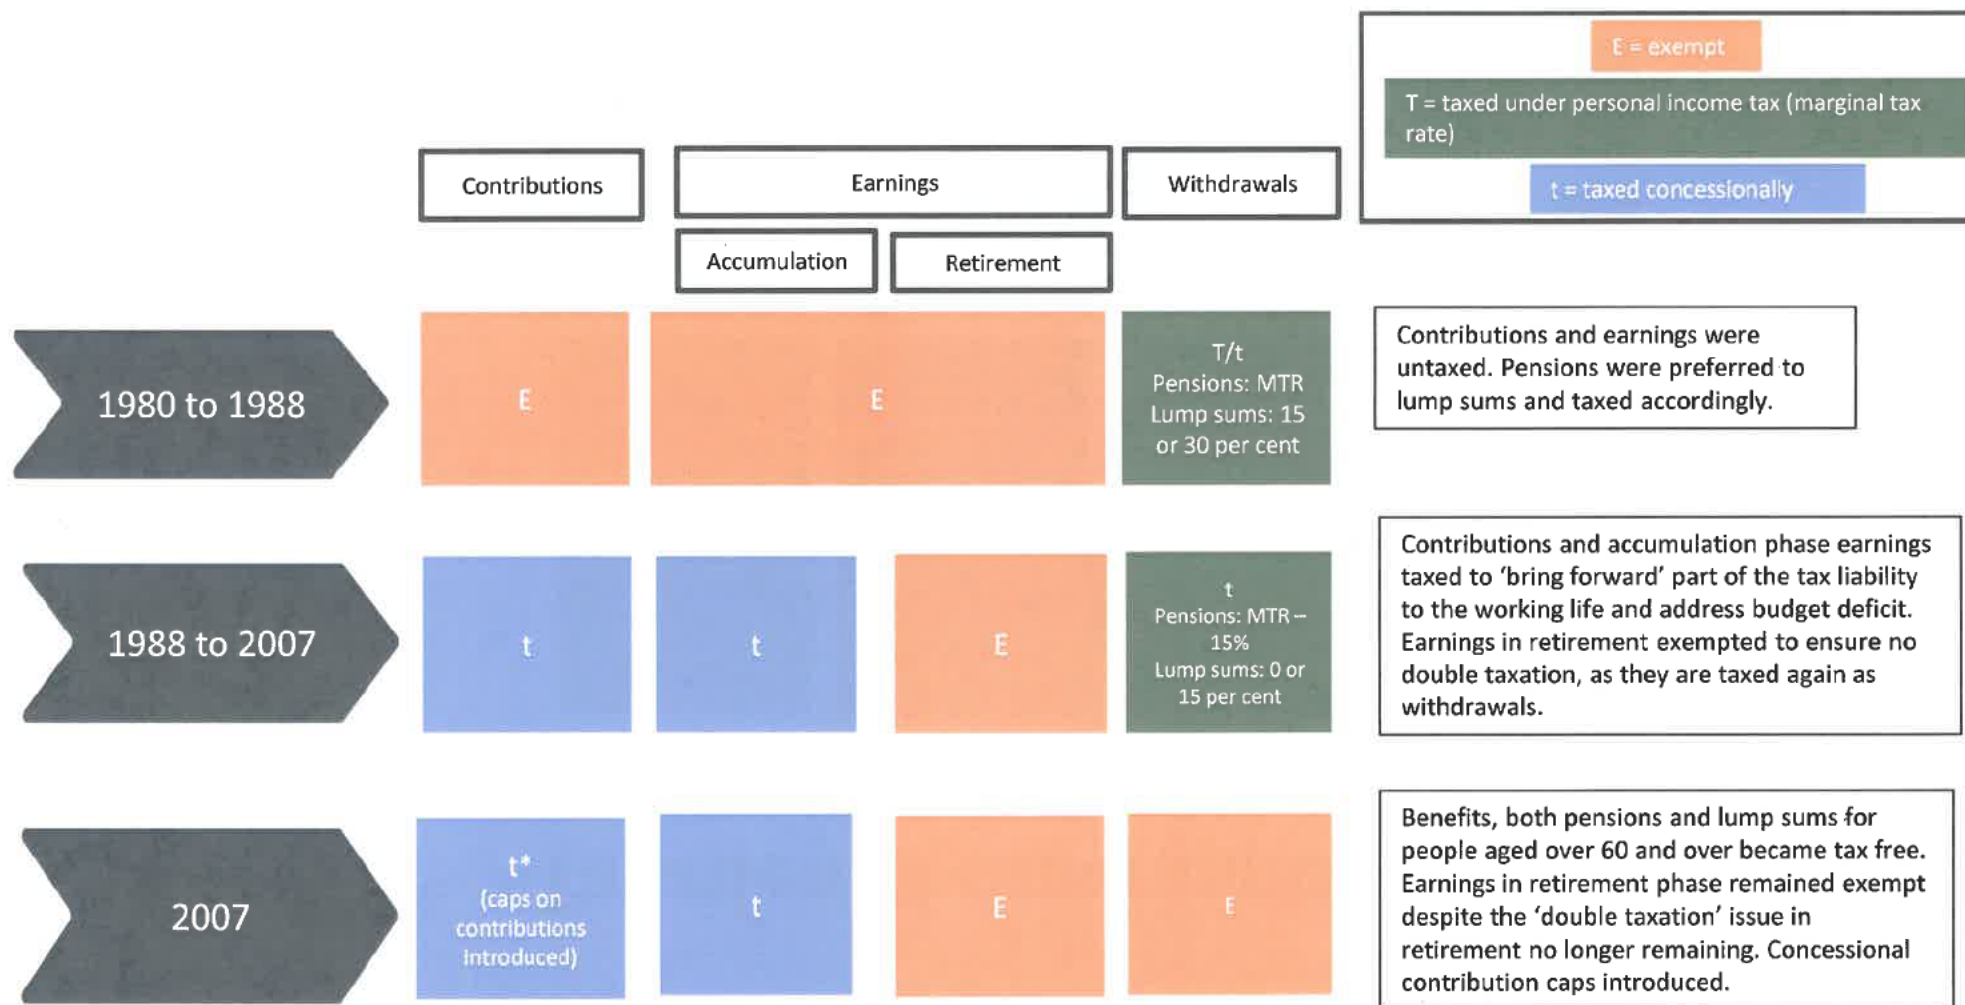 E = exempt
T = taxed under personal income tax (marginal tax
rate)
t = taxed concessionally
Contributions
Earnings
Withdrawals
Accumulation
Retirement
1980 to 1988
E
E
T/t
Pensions: MTR
Lump sums: 15
or 30 per cent
Contributions and earnings were
untaxed. Pensions were preferred to
lump sums and taxed accordingly.
1988 to 2007
t
t
E
t
Pensions: MTR –
15%
Lump sums: 0 or
15 per cent
Contributions and accumulation phase earnings
taxed to ‘bring forward’ part of the tax liability
to the working life and address budget deficit.
Earnings in retirement exempted to ensure no
double taxation, as they are taxed again as
withdrawals.
2007
t*
(caps on
contributions
introduced)
t
E
E
Benefits, both pensions and lump sums for
people aged over 60 and over became tax free.
Earnings in retirement phase remained exempt
despite the ‘double taxation’ issue in
retirement no longer remaining. Concessional
contribution caps introduced.